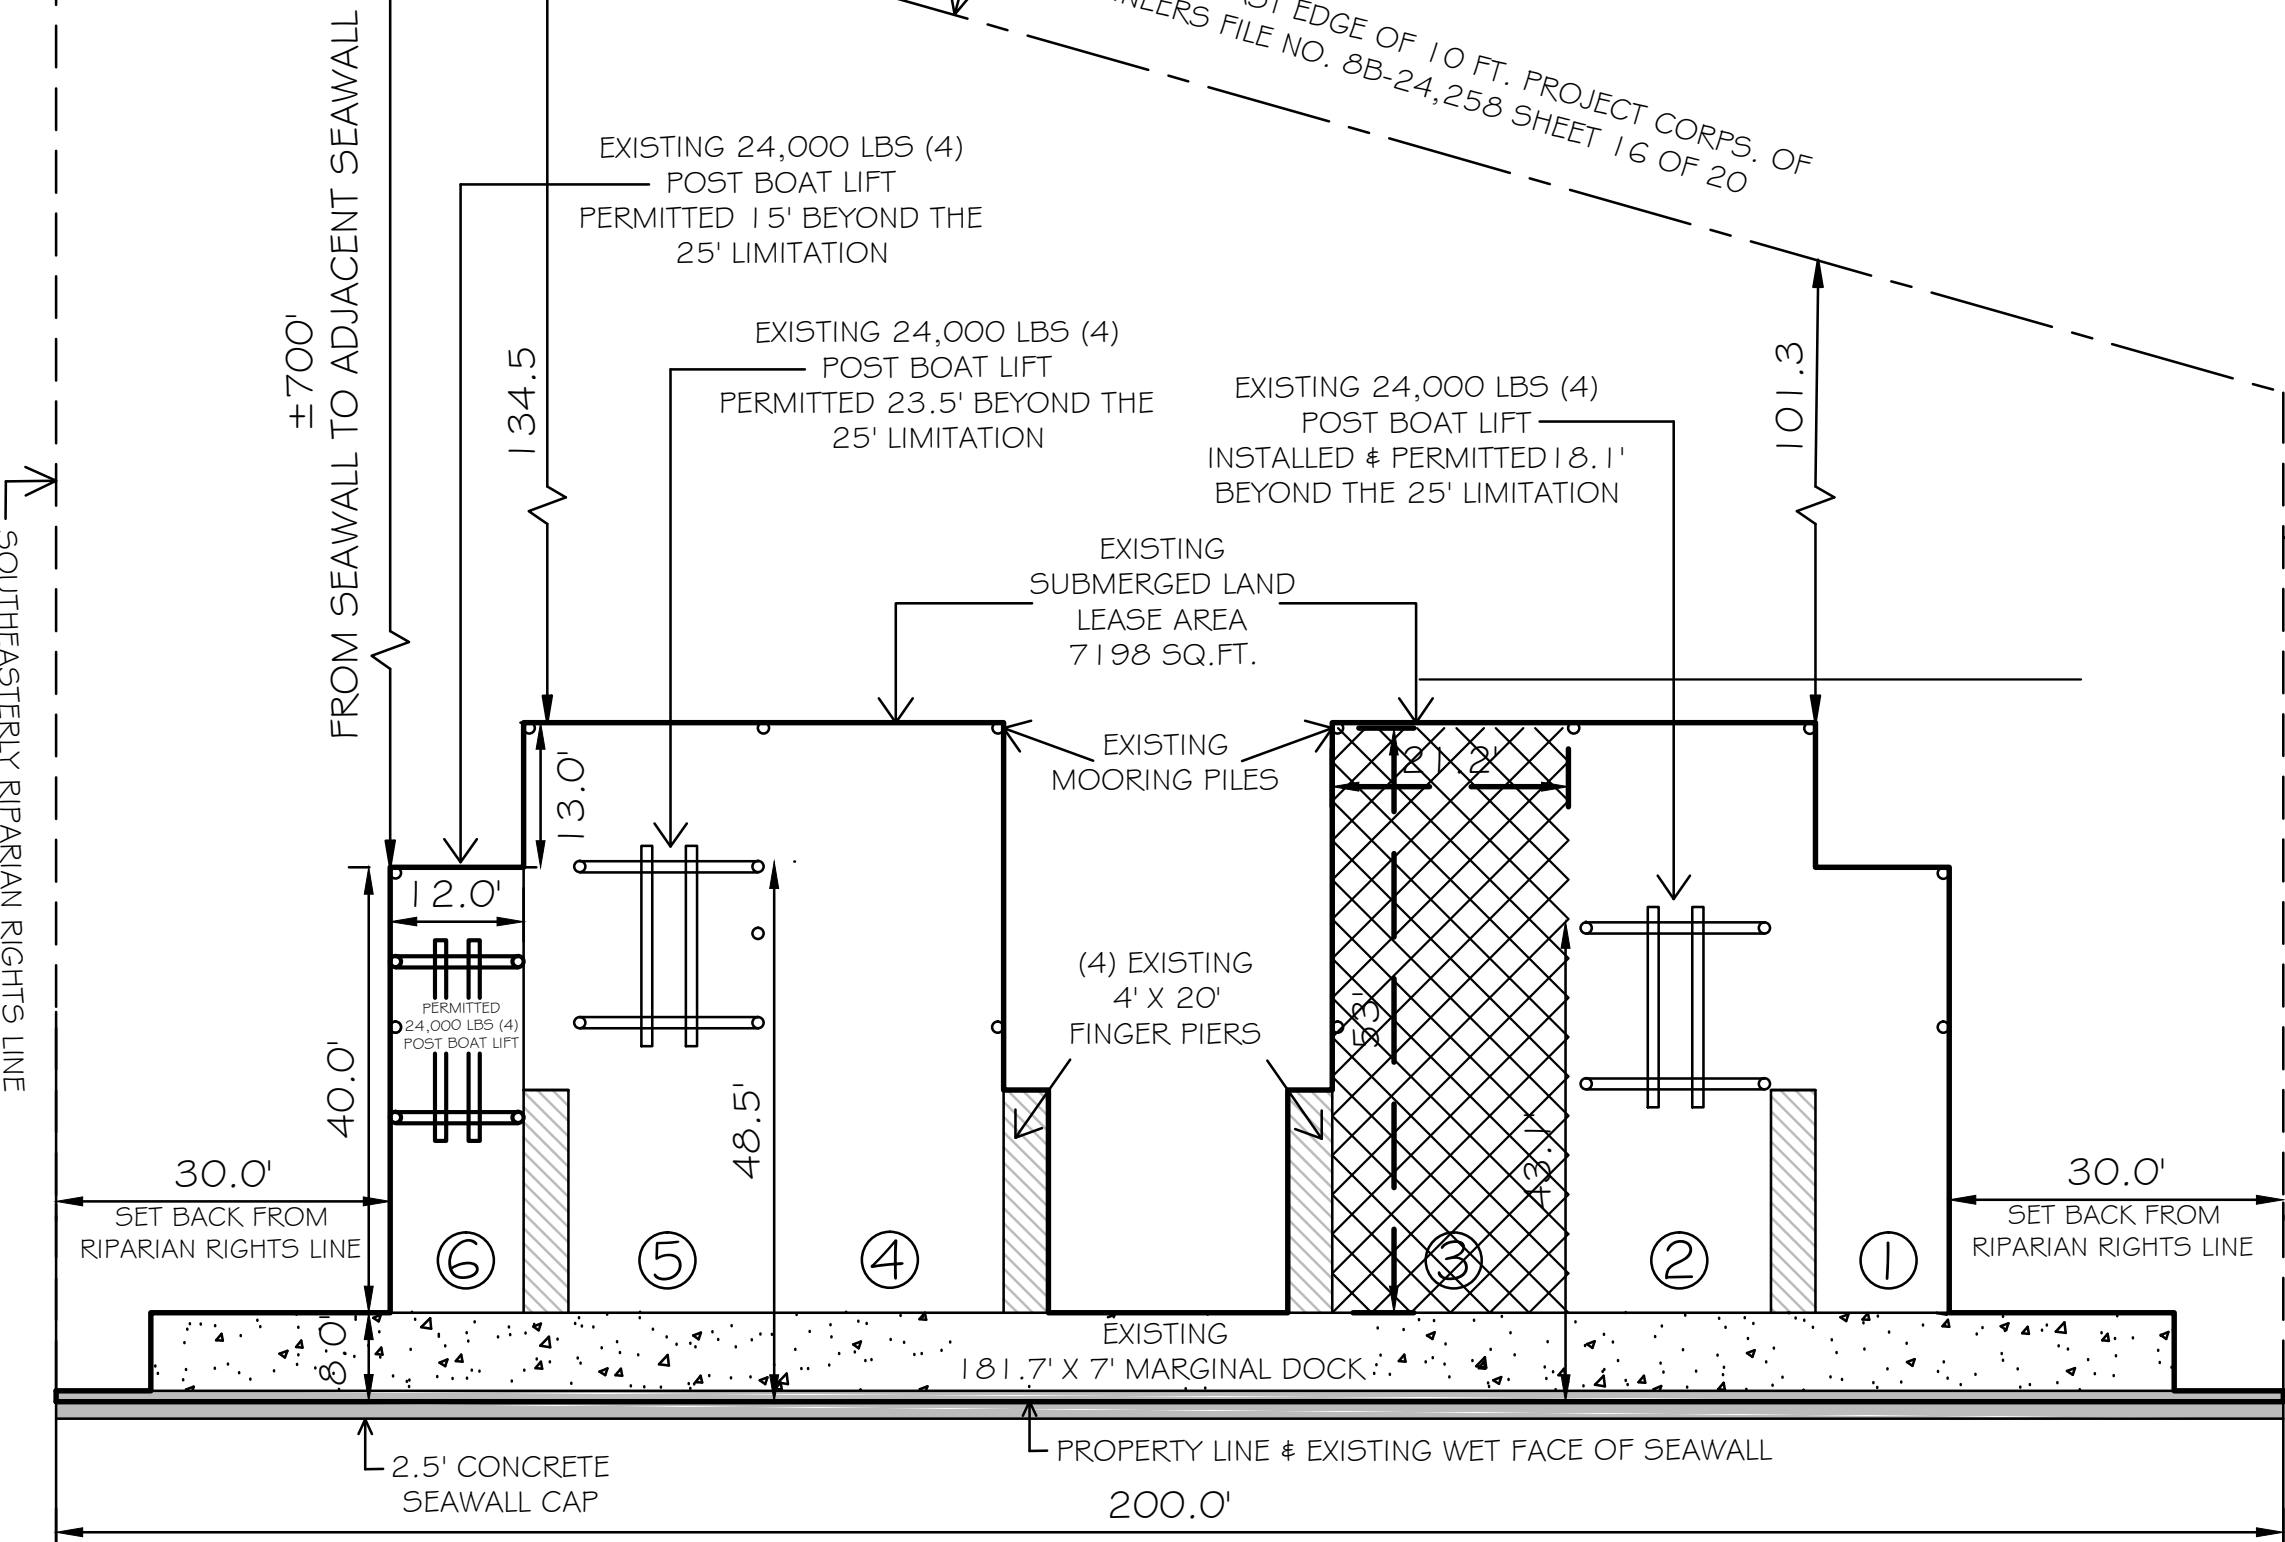 EDGE OF 10 FT. PROJECT CORPS. OF
FILE NO. 8B-24,258 SHEET 16 OF 20
EXISTING 24,000 LBS (4)
POST BOAT LIFT
PERMITTED 15' BEYOND THE
25' LIMITATION
±700'
FROM SEAWALL TO ADJACENT SEAWALL
134.5
EXISTING 24,000 LBS (4)
POST BOAT LIFT
PERMITTED 23.5' BEYOND THE
25' LIMITATION
EXISTING 24,000 LBS (4)
POST BOAT LIFT
INSTALLED & PERMITTED 18.1'
BEYOND THE 25' LIMITATION
101.3
SOUTHEASTERLY RIPARIAN RIGHTS LINE
EXISTING
SUBMERGED LAND
LEASE AREA
7198 SQ.FT.
EXISTING
MOORING PILES
13.0'
21.2'
12.0'
(4) EXISTING
4' X 20'
FINGER PIERS
53'
PERMITTED
24,000 LBS (4)
POST BOAT LIFT
40.0'
48.5'
43.1'
30.0'
SET BACK FROM
RIPARIAN RIGHTS LINE
30.0'
SET BACK FROM
RIPARIAN RIGHTS LINE
6
5
4
3
2
1
8.0'
EXISTING
181.7' X 7' MARGINAL DOCK
2.5' CONCRETE
SEAWALL CAP
PROPERTY LINE & EXISTING WET FACE OF SEAWALL
200.0'